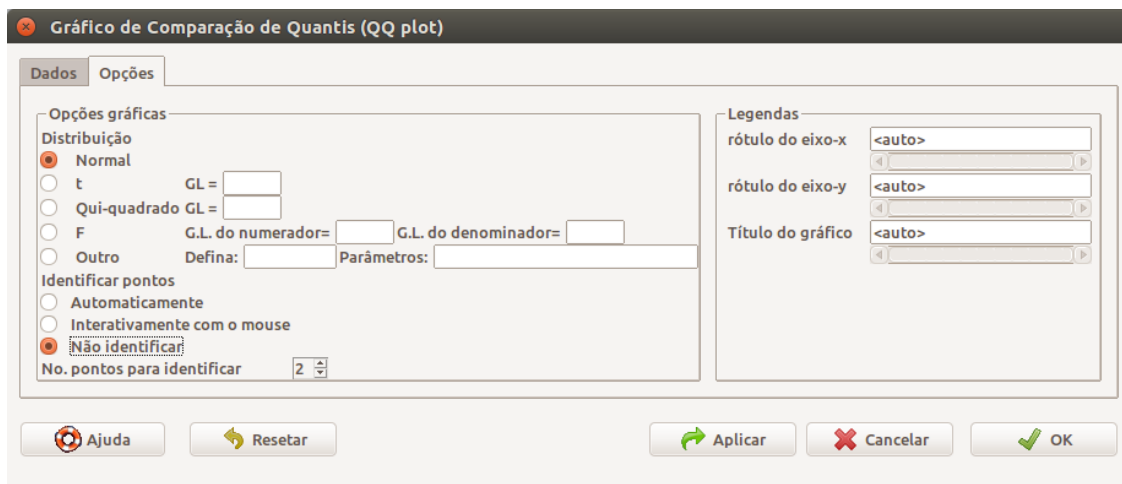 Gráfico de Comparação de Quantis (QQ plot)
Dados Opções
Opções gráficas
Distribuição
Normal
t GL =
Qui-quadrado GL =
F G.L. do numerador= G.L. do denominador=
Outro Defina: Parâmetros:
Identificar pontos
Automaticamente
Interativamente com o mouse
Não identificar
No. pontos para identificar 2
Legendas
rótulo do eixo-x <auto>
rótulo do eixo-y <auto>
Título do gráfico <auto>
Ajuda Resetar Aplicar Cancelar OK